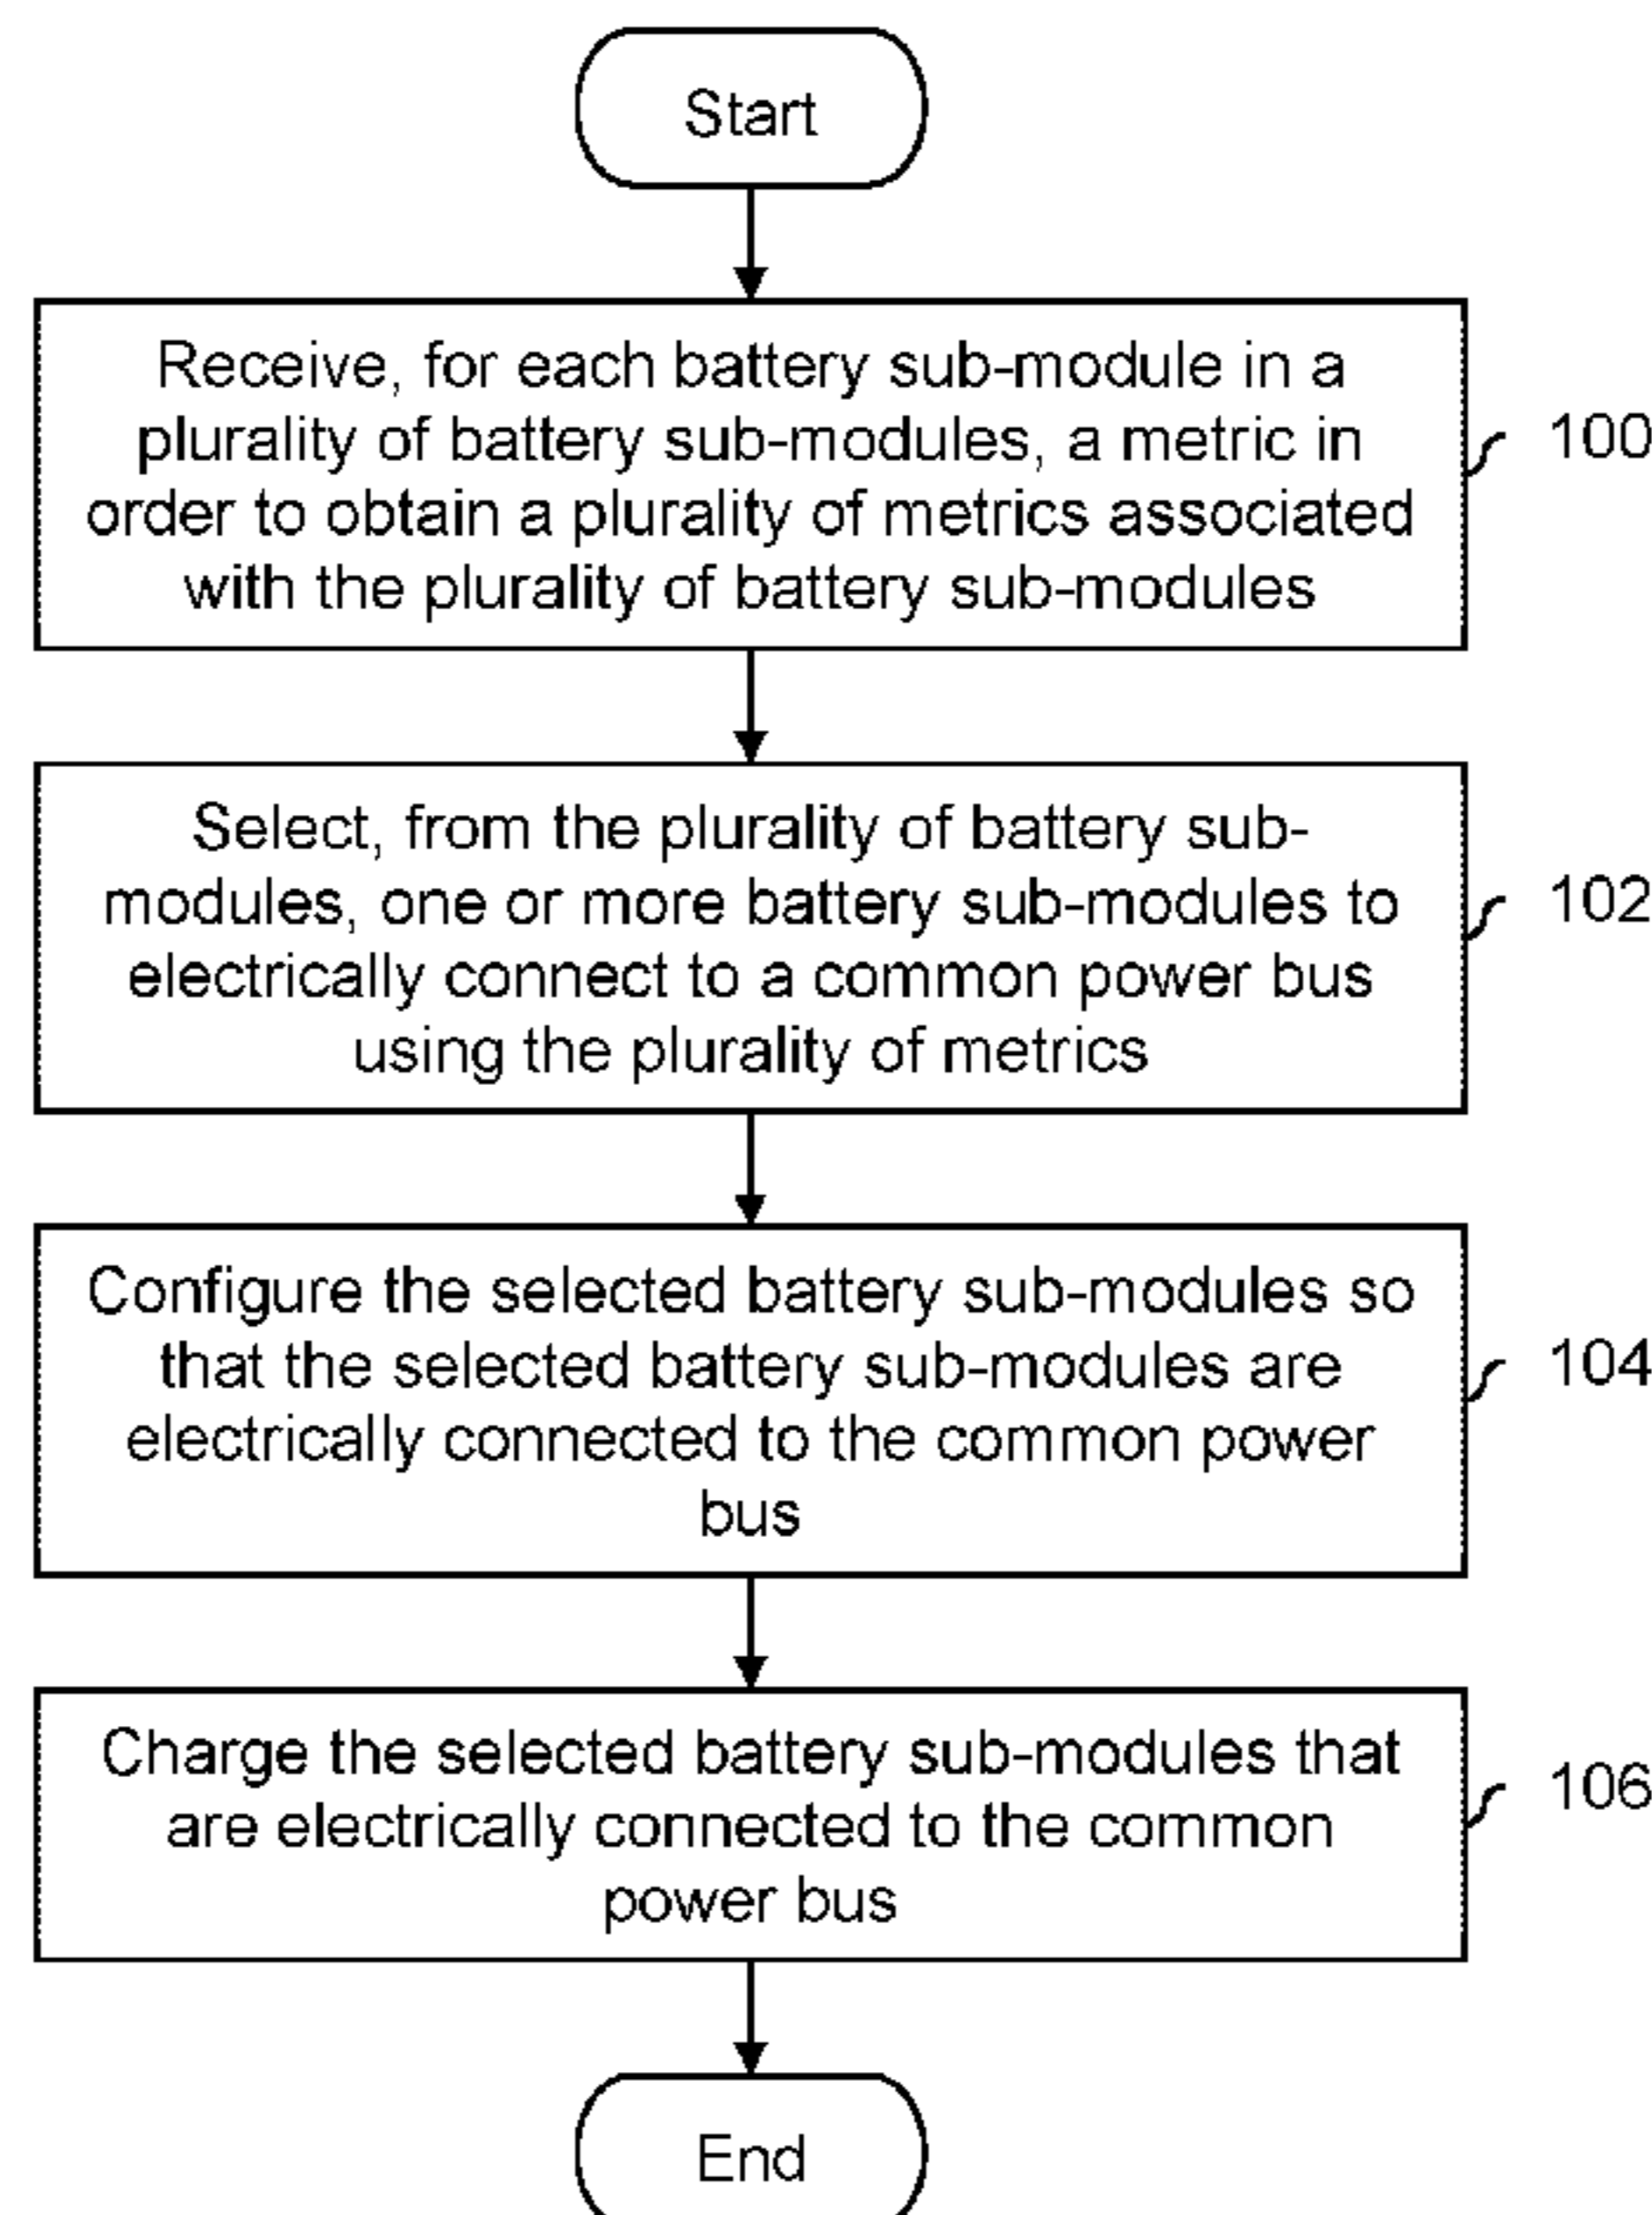 Start
Receive, for each battery sub-module in a
plurality of battery sub-modules, a metric in
order to obtain a plurality of metrics associated
with the plurality of battery sub-modules
100
Select, from the plurality of battery sub-
modules, one or more battery sub-modules to
electrically connect to a common power bus
using the plurality of metrics
102
Configure the selected battery sub-modules so
that the selected battery sub-modules are
electrically connected to the common power
bus
104
Charge the selected battery sub-modules that
are electrically connected to the common
power bus
106
End